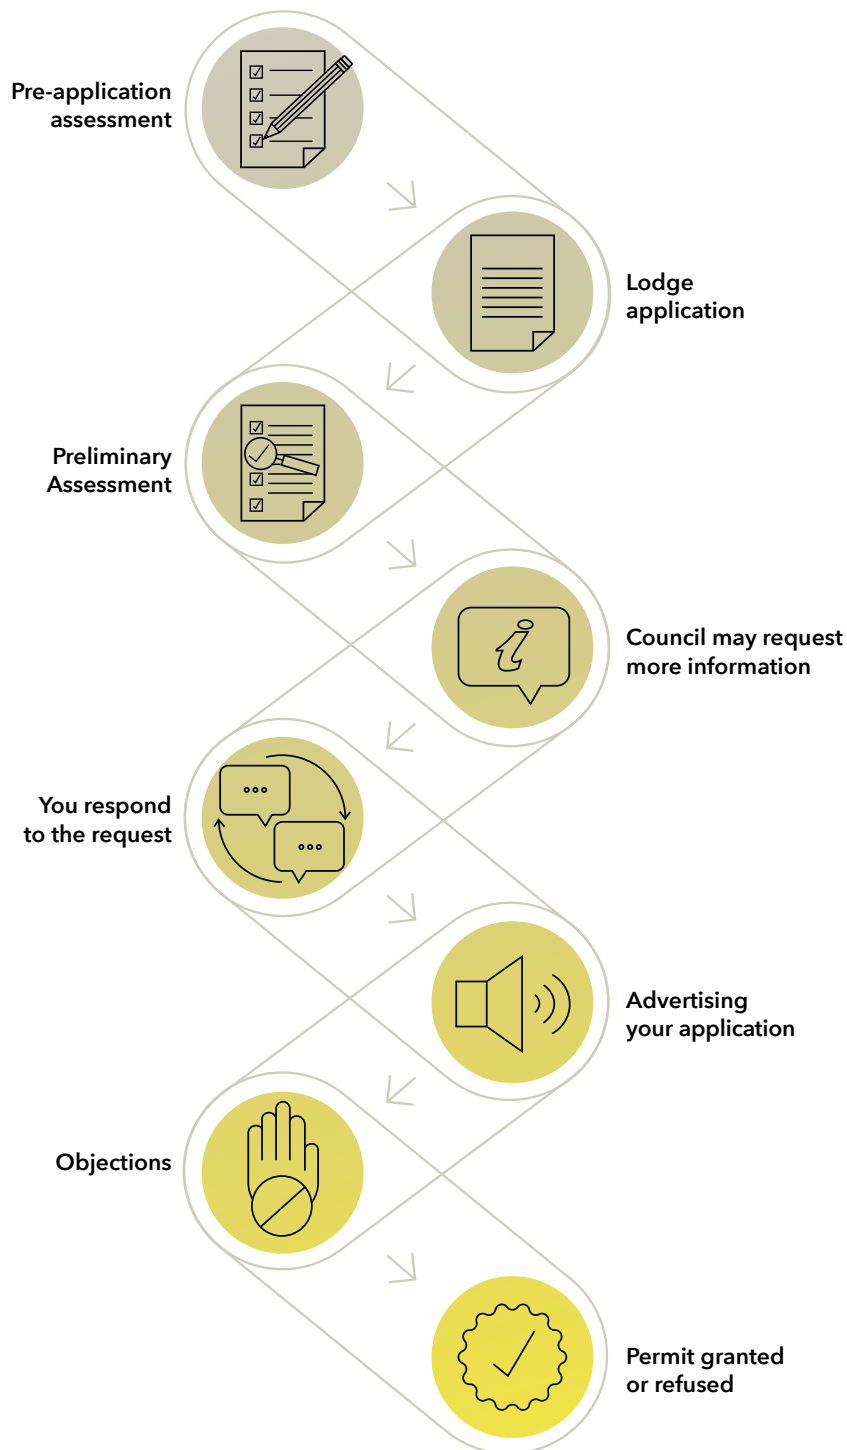 Pre-application
assessment
Lodge
application
Preliminary
Assessment
Council may request
more information
You respond
to the request
Advertising
your application
Objections
Permit granted
or refused